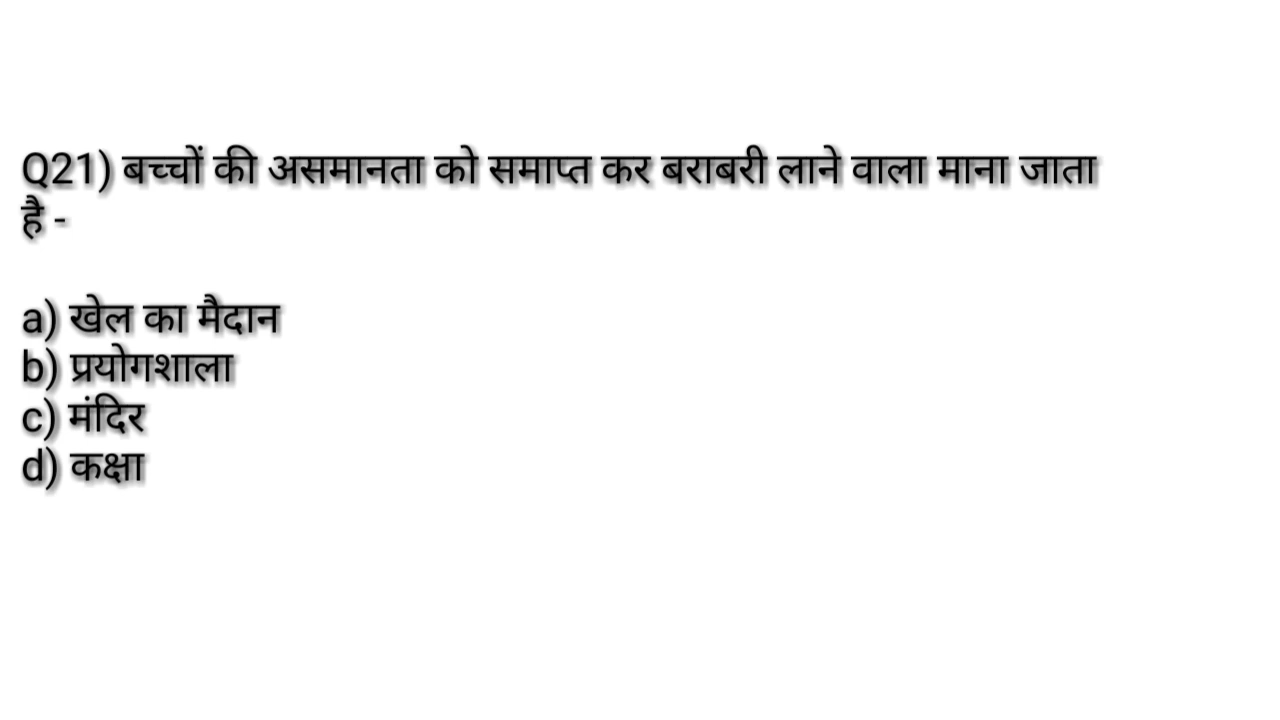 Q21) बच्चों की असमानता को समाप्त कर बराबरी लाने वाला माना जाता
है -
a) खेल का मैदान
b) प्रयोगशाला
c) मंदिर
d) कक्षा